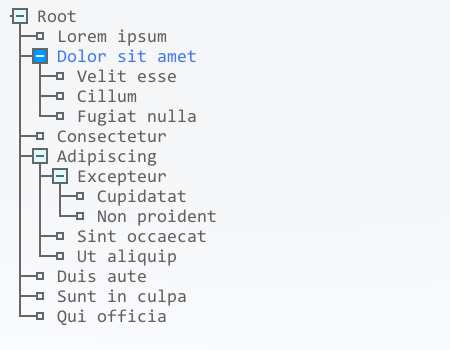 Root
Lorem ipsum
Dolor sit amet
Velit esse
Cillum
Fugiat nulla
Consectetur
Adipiscing
Excepteur
Cupidatat
Non proident
Sint occaecat
Ut aliquip
Duis aute
Sunt in culpa
Qui officia